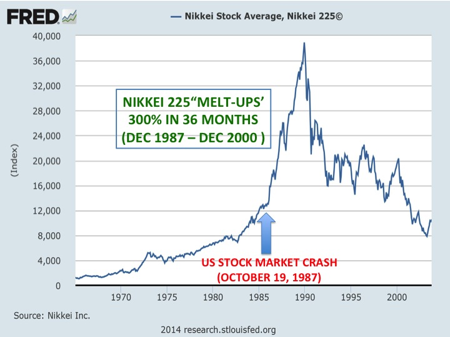 FRED
— Nikkei Stock Average, Nikkei 225©
40,000
36,000
32,000
28,000
24,000
20,000
16,000
12,000
8,000
4,000
0
(Index)
NIKKEI 225“MELT-UPS’
300% IN 36 MONTHS
(DEC 1987 – DEC 2000 )
US STOCK MARKET CRASH
(OCTOBER 19, 1987)
1970 1975 1980 1985 1990 1995 2000
Source: Nikkei Inc.
2014 research.stlouisfed.org